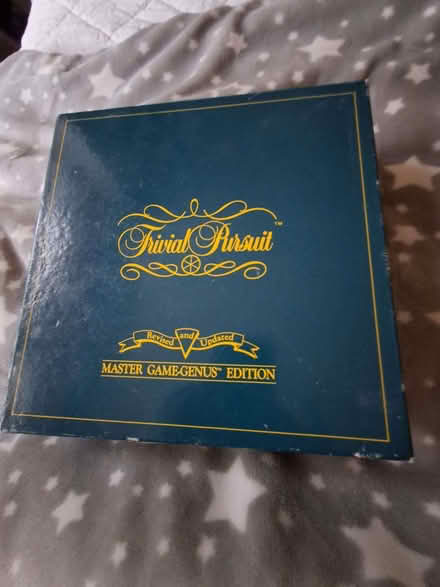 Trivial Pursuit™
Revised and Updated
MASTER GAME-GENUS™ EDITION